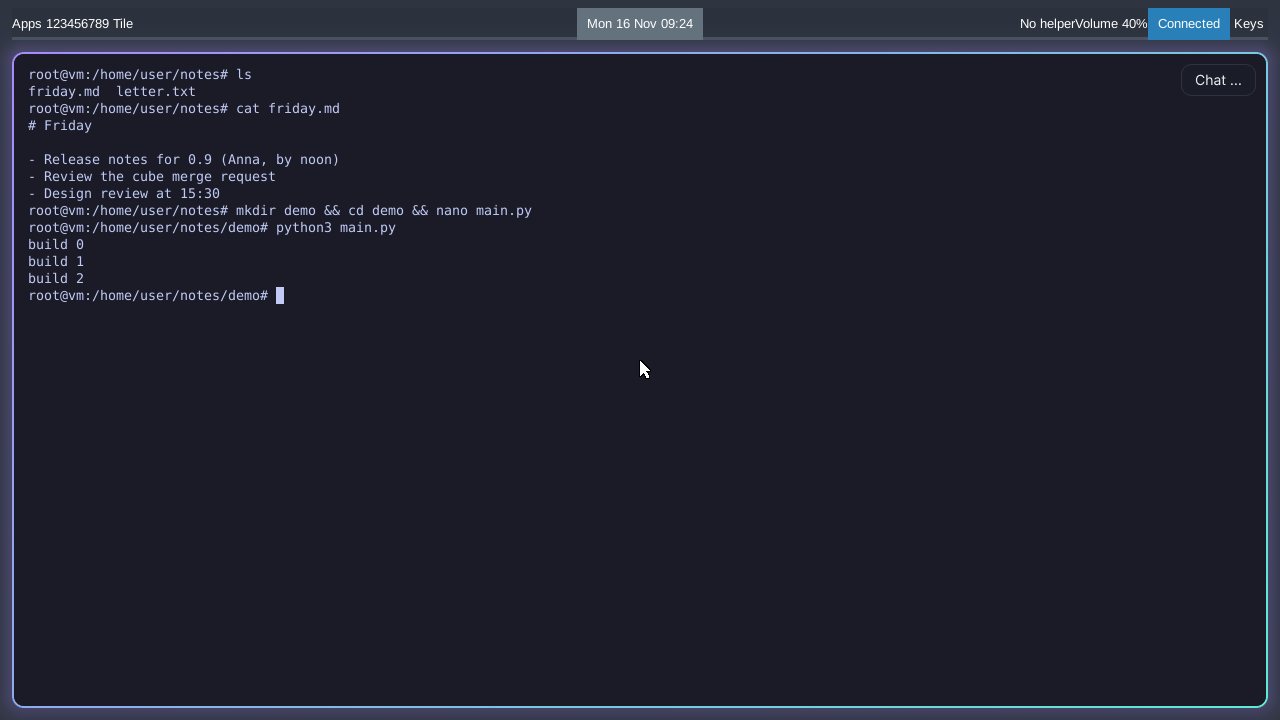 Apps 123456789 Tile
Mon 16 Nov 09:24
No helperVolume 40% Connected Keys
Chat ...
root@vm:/home/user/notes# ls
friday.md  letter.txt
root@vm:/home/user/notes# cat friday.md
# Friday

- Release notes for 0.9 (Anna, by noon)
- Review the cube merge request
- Design review at 15:30
root@vm:/home/user/notes# mkdir demo && cd demo && nano main.py
root@vm:/home/user/notes/demo# python3 main.py
build 0
build 1
build 2
root@vm:/home/user/notes/demo#